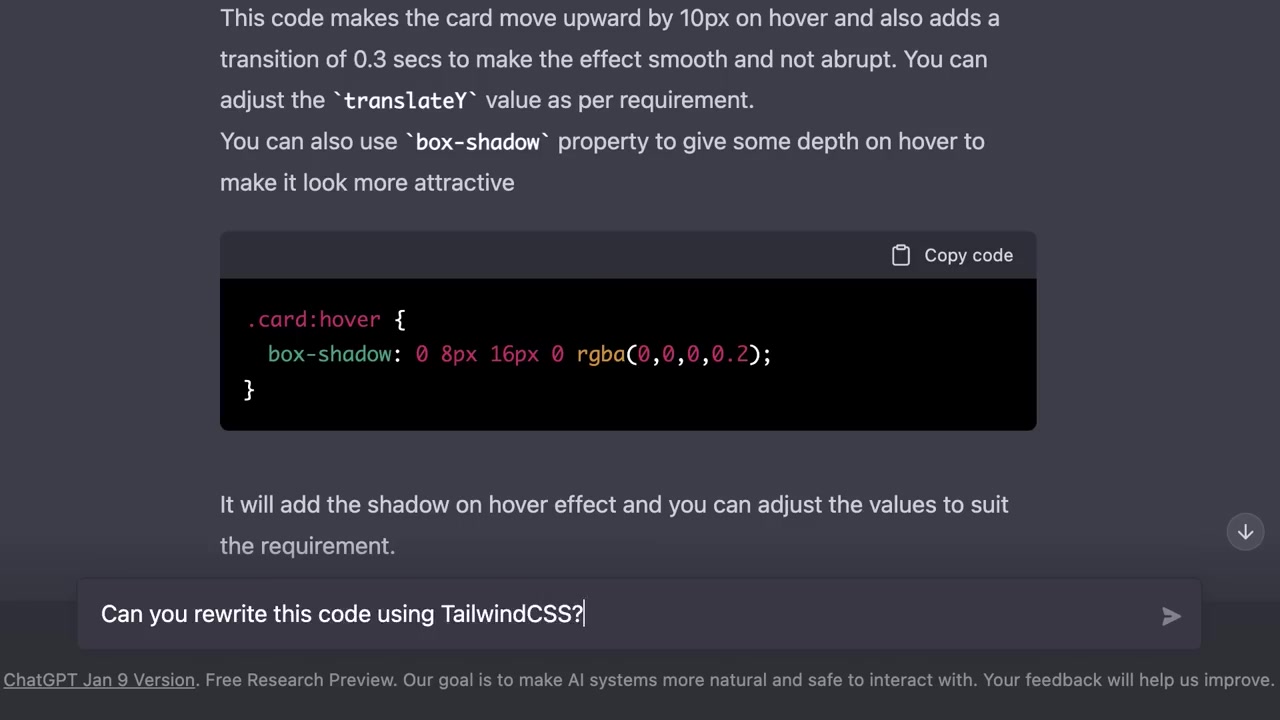 This code makes the card move upward by 10px on hover and also adds a
transition of 0.3 secs to make the effect smooth and not abrupt. You can
adjust the `translateY` value as per requirement.
You can also use `box-shadow` property to give some depth on hover to
make it look more attractive
Copy code
.card:hover {
  box-shadow: 0 8px 16px 0 rgba(0,0,0,0.2);
}
It will add the shadow on hover effect and you can adjust the values to suit
the requirement.
Can you rewrite this code using TailwindCSS?
ChatGPT Jan 9 Version. Free Research Preview. Our goal is to make AI systems more natural and safe to interact with. Your feedback will help us improve.